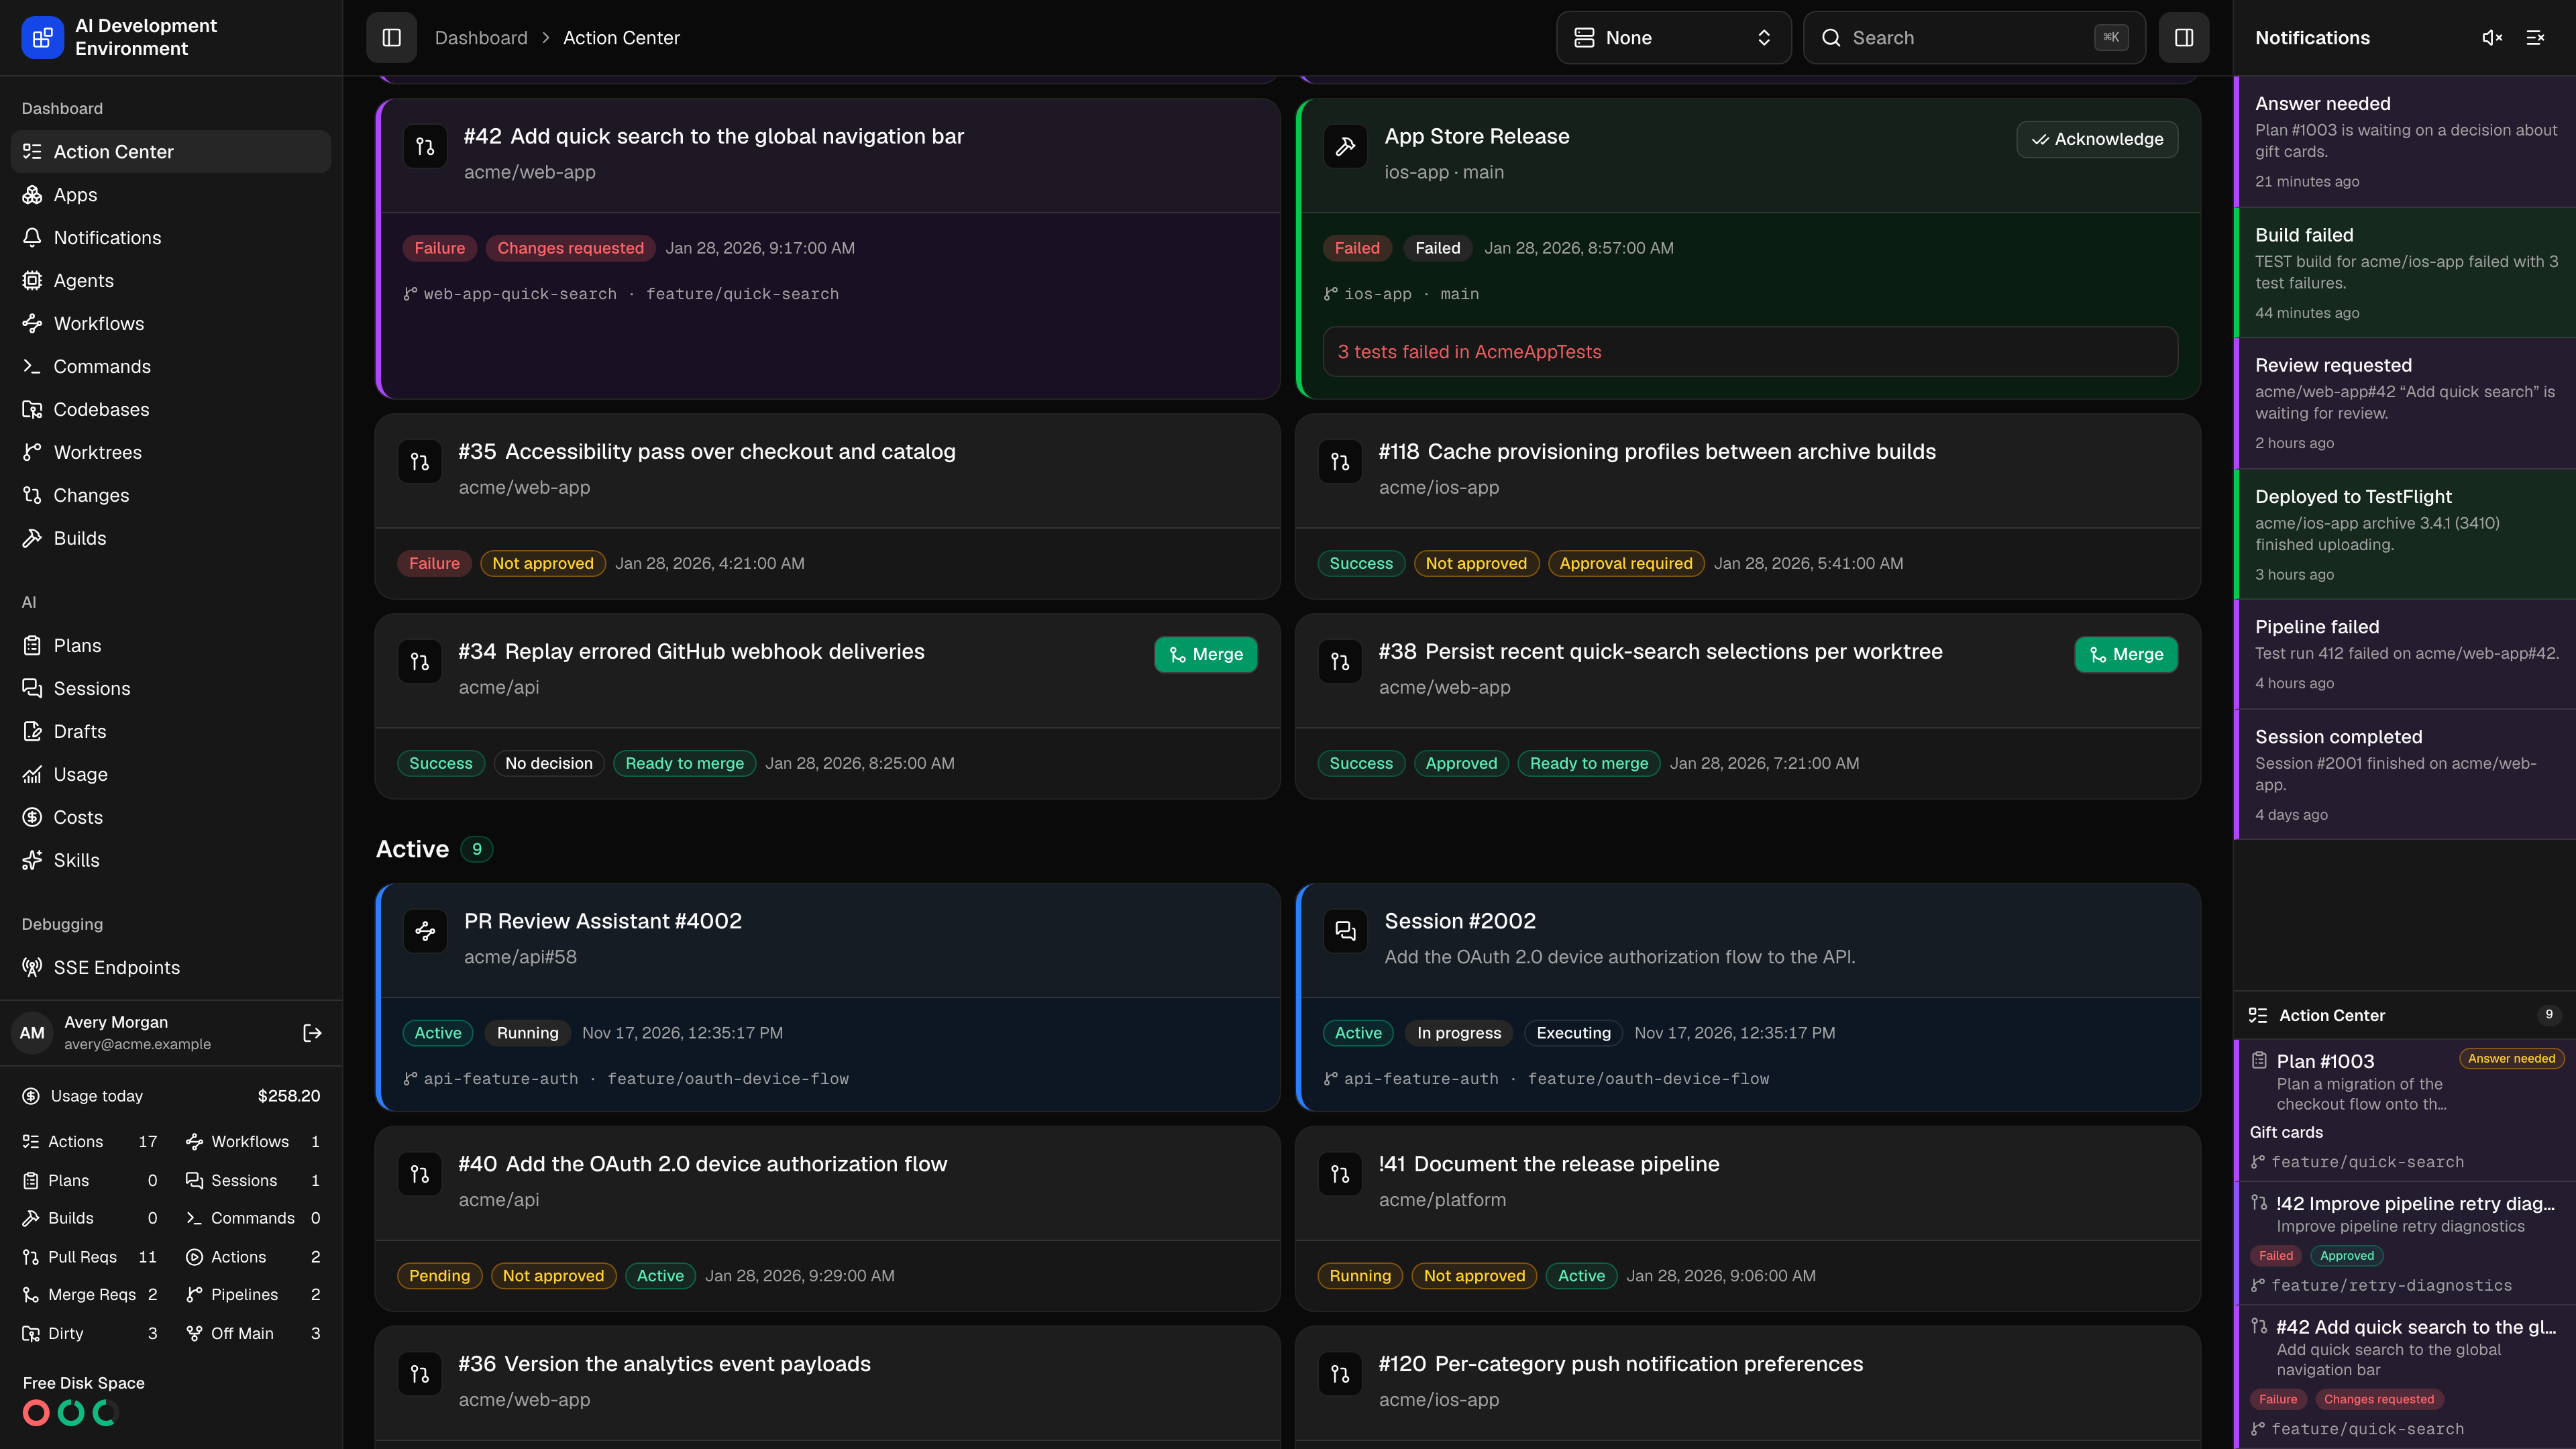 AI Development
Environment
Dashboard
Action Center
Apps
Notifications
Agents
Workflows
Commands
Codebases
Worktrees
Changes
Builds
AI
Plans
Sessions
Drafts
Usage
Costs
Skills
Debugging
SSE Endpoints
AM
Avery Morgan
avery@acme.example
Usage today $258.20
Actions 17 Workflows 1
Plans 0 Sessions 1
Builds 0 Commands 0
Pull Reqs 11 Actions 2
Merge Reqs 2 Pipelines 2
Dirty 3 Off Main 3
Free Disk Space
Dashboard > Action Center
None
Search ⌘K
#42 Add quick search to the global navigation bar
acme/web-app
Failure Changes requested Jan 28, 2026, 9:17:00 AM
web-app-quick-search · feature/quick-search
App Store Release
Acknowledge
ios-app · main
Failed Failed Jan 28, 2026, 8:57:00 AM
ios-app · main
3 tests failed in AcmeAppTests
#35 Accessibility pass over checkout and catalog
acme/web-app
Failure Not approved Jan 28, 2026, 4:21:00 AM
#118 Cache provisioning profiles between archive builds
acme/ios-app
Success Not approved Approval required Jan 28, 2026, 5:41:00 AM
#34 Replay errored GitHub webhook deliveries
Merge
acme/api
Success No decision Ready to merge Jan 28, 2026, 8:25:00 AM
#38 Persist recent quick-search selections per worktree
Merge
acme/web-app
Success Approved Ready to merge Jan 28, 2026, 7:21:00 AM
Active 9
PR Review Assistant #4002
acme/api#58
Active Running Nov 17, 2026, 12:35:17 PM
api-feature-auth · feature/oauth-device-flow
Session #2002
Add the OAuth 2.0 device authorization flow to the API.
Active In progress Executing Nov 17, 2026, 12:35:17 PM
api-feature-auth · feature/oauth-device-flow
#40 Add the OAuth 2.0 device authorization flow
acme/api
Pending Not approved Active Jan 28, 2026, 9:29:00 AM
!41 Document the release pipeline
acme/platform
Running Not approved Active Jan 28, 2026, 9:06:00 AM
#36 Version the analytics event payloads
acme/web-app
#120 Per-category push notification preferences
acme/ios-app
Notifications
Answer needed
Plan #1003 is waiting on a decision about
gift cards.
21 minutes ago
Build failed
TEST build for acme/ios-app failed with 3
test failures.
44 minutes ago
Review requested
acme/web-app#42 “Add quick search” is
waiting for review.
2 hours ago
Deployed to TestFlight
acme/ios-app archive 3.4.1 (3410)
finished uploading.
3 hours ago
Pipeline failed
Test run 412 failed on acme/web-app#42.
4 hours ago
Session completed
Session #2001 finished on acme/web-
app.
4 days ago
Action Center 9
Plan #1003 Answer needed
Plan a migration of the
checkout flow onto th...
Gift cards
feature/quick-search
!42 Improve pipeline retry diag...
Improve pipeline retry diagnostics
Failed Approved
feature/retry-diagnostics
#42 Add quick search to the gl...
Add quick search to the global
navigation bar
Failure Changes requested
feature/quick-search